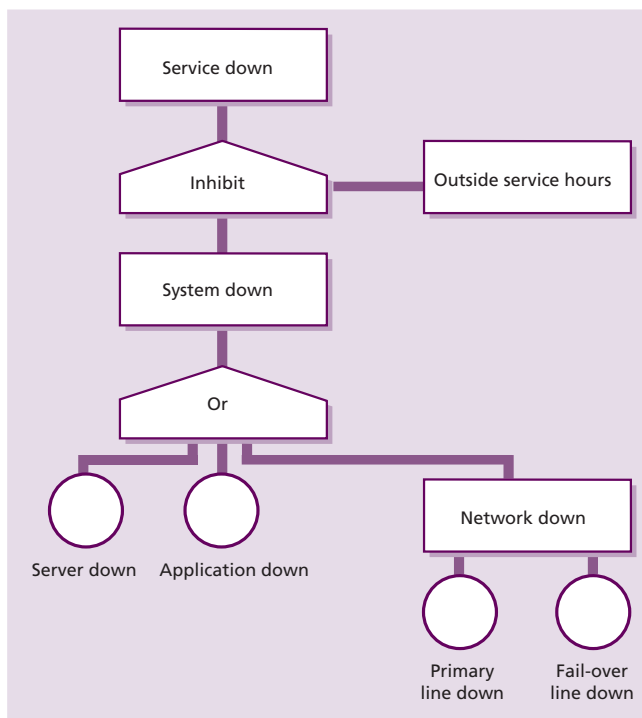 Service down
Inhibit
Outside service hours
System down
Or
Network down
Server down
Application down
Primary
line down
Fail-over
line down